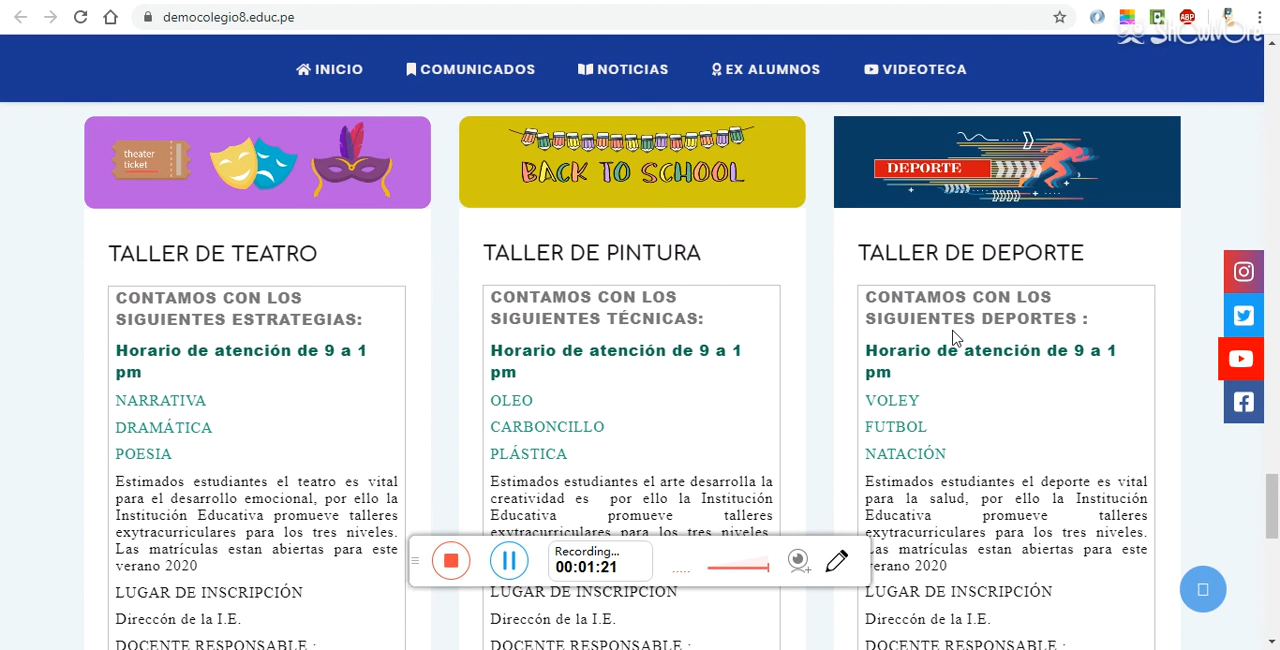 democolegio8.educ.pe
ABP
ShowMore
INICIO
COMUNICADOS
NOTICIAS
EX ALUMNOS
VIDEOTECA
theater
ticket
BACK TO SCHOOL
DEPORTE
TALLER DE TEATRO
CONTAMOS CON LOS
SIGUIENTES ESTRATEGIAS:
Horario de atención de 9 a 1
pm
NARRATIVA
DRAMÁTICA
POESIA
Estimados estudiantes el teatro es vital
para el desarrollo emocional, por ello la
Institución Educativa promueve talleres
exytracurriculares para los tres niveles.
Las matrículas estan abiertas para este
verano 2020
LUGAR DE INSCRIPCIÓN
Direccón de la I.E.
DOCENTE RESPONSABLE :
TALLER DE PINTURA
CONTAMOS CON LOS
SIGUIENTES TÉCNICAS:
Horario de atención de 9 a 1
pm
OLEO
CARBONCILLO
PLÁSTICA
Estimados estudiantes el arte desarrolla la
creatividad es por ello la Institución
Educativa promueve talleres
exytracurriculares para los tres niveles.
LUGAR DE INSCRIPCIÓN
Direccón de la I.E.
DOCENTE RESPONSABLE :
TALLER DE DEPORTE
CONTAMOS CON LOS
SIGUIENTES DEPORTES :
Horario de atención de 9 a 1
pm
VOLEY
FUTBOL
NATACIÓN
Estimados estudiantes el deporte es vital
para la salud, por ello la Institución
Educativa promueve talleres
exytracurriculares para los tres niveles.
Las matrículas estan abiertas para este
verano 2020
LUGAR DE INSCRIPCIÓN
Direccón de la I.E.
DOCENTE RESPONSABLE :
Recording...
00:01:21